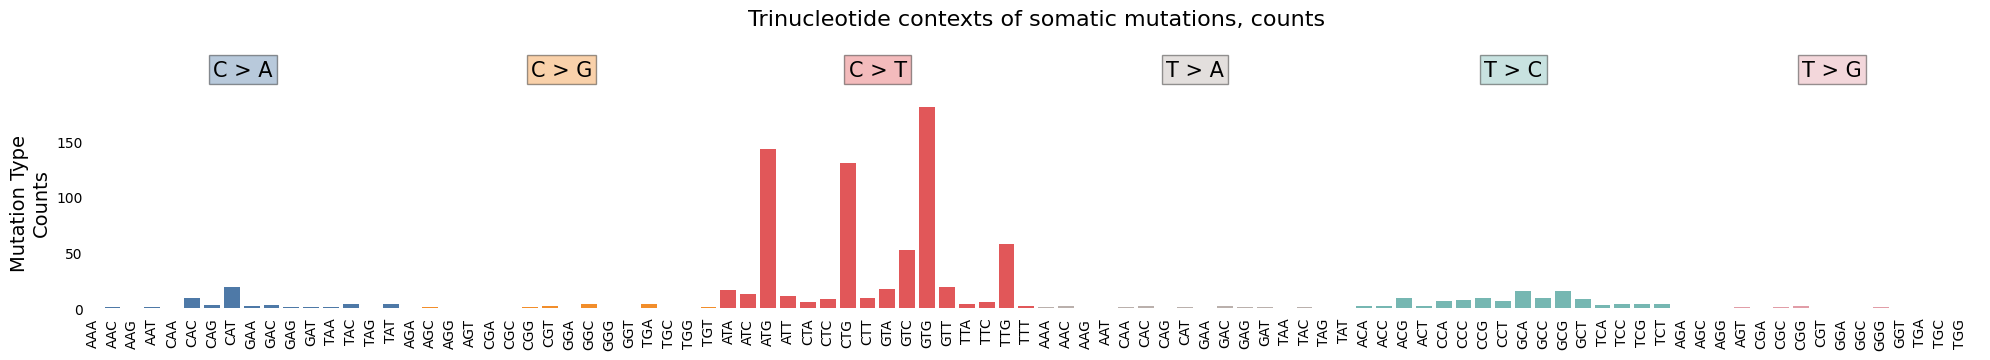 Trinucleotide contexts of somatic mutations, counts
C > A
C > G
C > T
T > A
T > C
T > G
Mutation Type
Counts
150
100
50
0
AAA
AAC
AAG
AAT
CAA
CAC
CAG
CAT
GAA
GAC
GAG
GAT
TAA
TAC
TAG
TAT
AGA
AGC
AGG
AGT
CGA
CGC
CGG
CGT
GGA
GGC
GGG
GGT
TGA
TGC
TGG
TGT
ATA
ATC
ATG
ATT
CTA
CTC
CTG
CTT
GTA
GTC
GTG
GTT
TTA
TTC
TTG
TTT
AAA
AAC
AAG
AAT
CAA
CAC
CAG
CAT
GAA
GAC
GAG
GAT
TAA
TAC
TAG
TAT
ACA
ACC
ACG
ACT
CCA
CCC
CCG
CCT
GCA
GCC
GCG
GCT
TCA
TCC
TCG
TCT
AGA
AGC
AGG
AGT
CGA
CGC
CGG
CGT
GGA
GGC
GGG
GGT
TGA
TGC
TGG